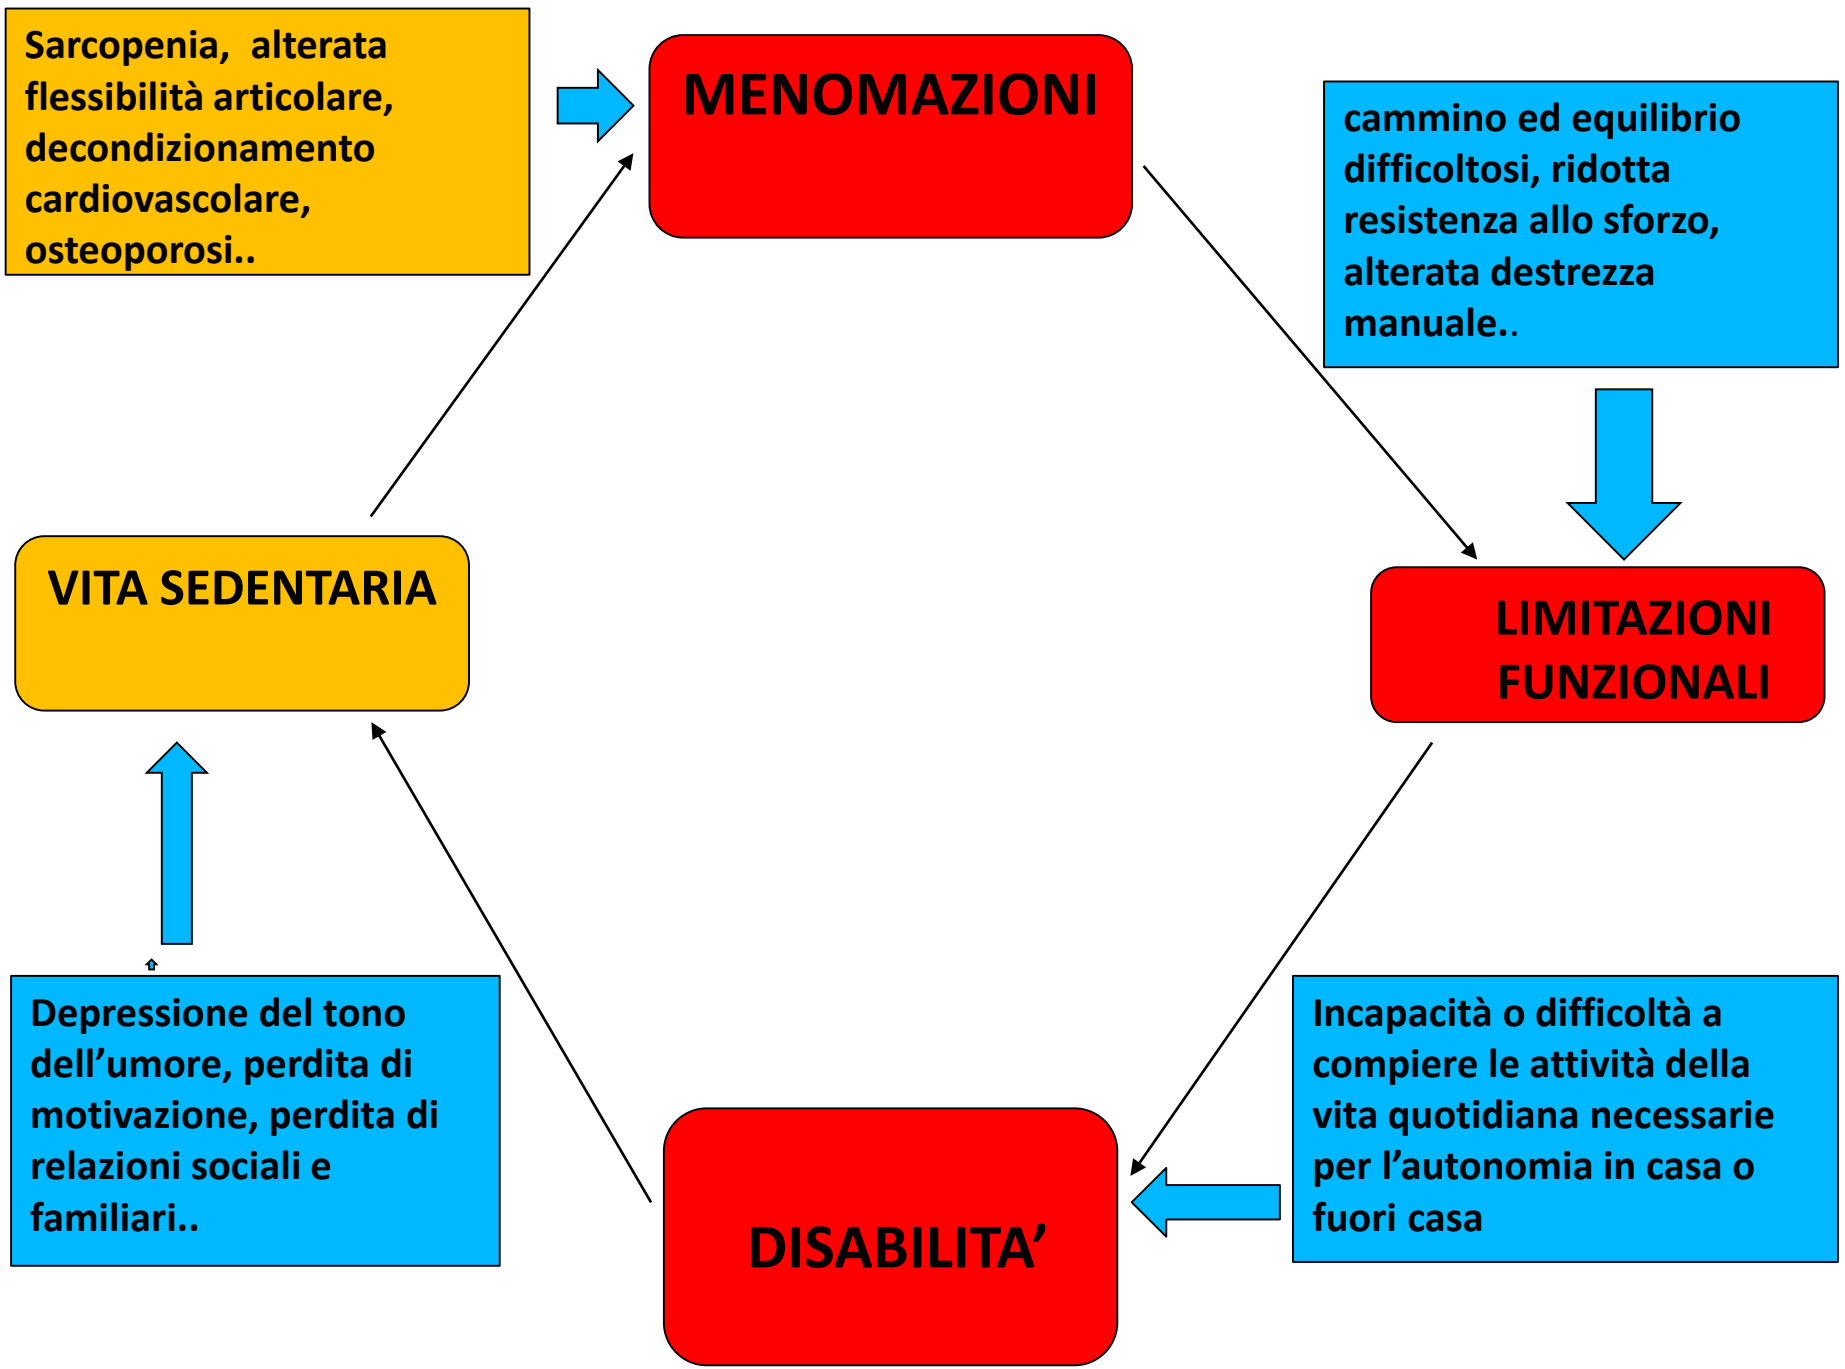 Sarcopenia,  alterata
flessibilità articolare,
decondizionamento
cardiovascolare,
osteoporosi..
MENOMAZIONI
cammino ed equilibrio
difficoltosi, ridotta
resistenza allo sforzo,
alterata destrezza
manuale..
VITA SEDENTARIA
LIMITAZIONI
FUNZIONALI
Depressione del tono
dell’umore, perdita di
motivazione, perdita di
relazioni sociali e
familiari..
DISABILITA’
Incapacità o difficoltà a
compiere le attività della
vita quotidiana necessarie
per l’autonomia in casa o
fuori casa